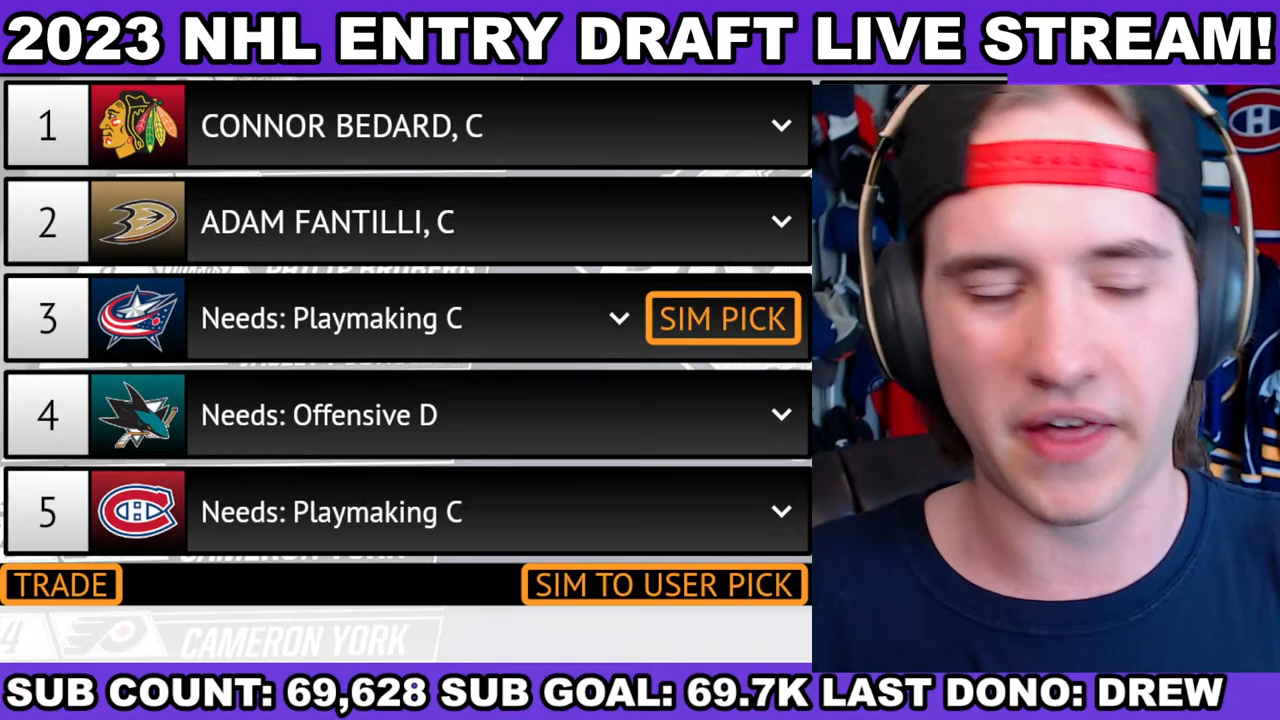 2023 NHL ENTRY DRAFT LIVE STREAM!
1 CONNOR BEDARD, C
2 ADAM FANTILLI, C
3 Needs: Playmaking C SIM PICK
4 Needs: Offensive D
5 Needs: Playmaking C
TRADE SIM TO USER PICK
CAMERON YORK
SUB COUNT: 69,628 SUB GOAL: 69.7K LAST DONO: DREW